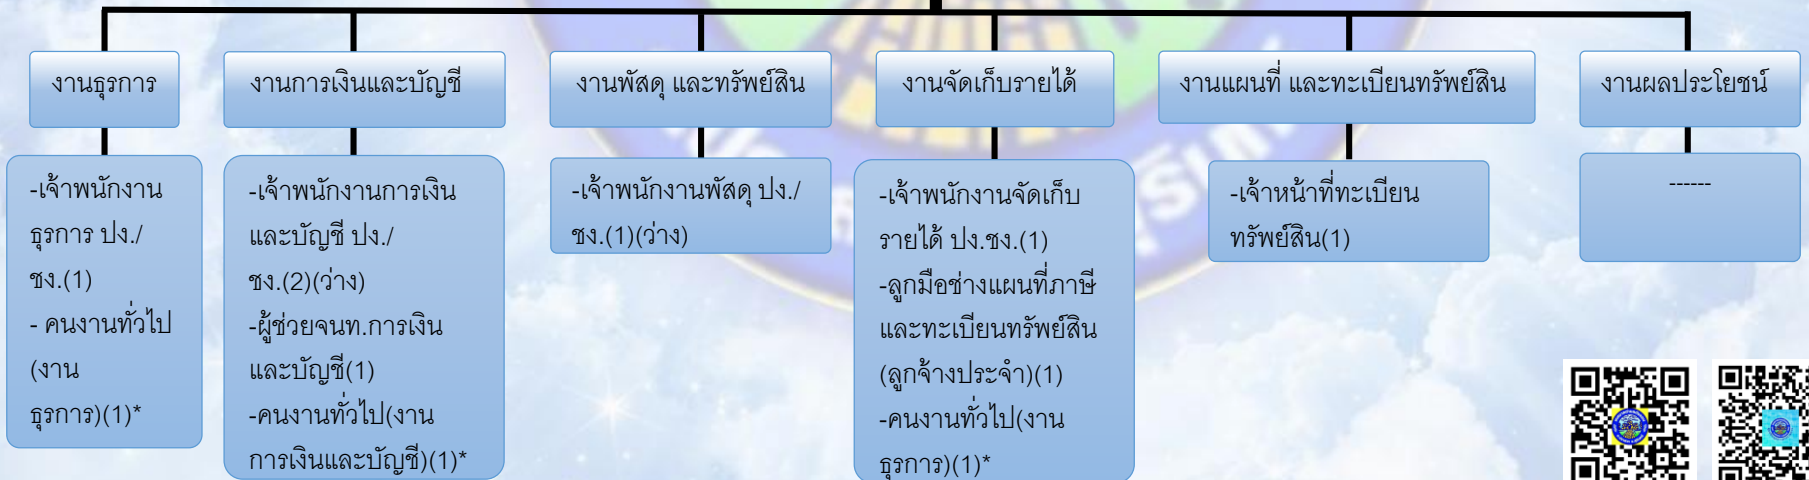 งานธุรการ
งานการเงินและบัญชี
งานพัสดุ และทรัพย์สิน
งานจัดเก็บรายได้
งานแผนที่ และทะเบียนทรัพย์สิน
งานผลประโยชน์
-เจ้าพนักงาน
ธุรการ ปง./
ชง.(1)
- คนงานทั่วไป
(งาน
ธุรการ)(1)*
-เจ้าพนักงานการเงิน
และบัญชี ปง./
ชง.(2)(ว่าง)
-ผู้ช่วยจนท.การเงิน
และบัญชี(1)
-คนงานทั่วไป(งาน
การเงินและบัญชี)(1)*
-เจ้าพนักงานพัสดุ ปง./
ชง.(1)(ว่าง)
-เจ้าพนักงานจัดเก็บ
รายได้ ปง.ชง.(1)
-ลูกมือช่างแผนที่ภาษี
และทะเบียนทรัพย์สิน
(ลูกจ้างประจำ)(1)
-คนงานทั่วไป(งาน
ธุรการ)(1)*
-เจ้าหน้าที่ทะเบียน
ทรัพย์สิน(1)
------